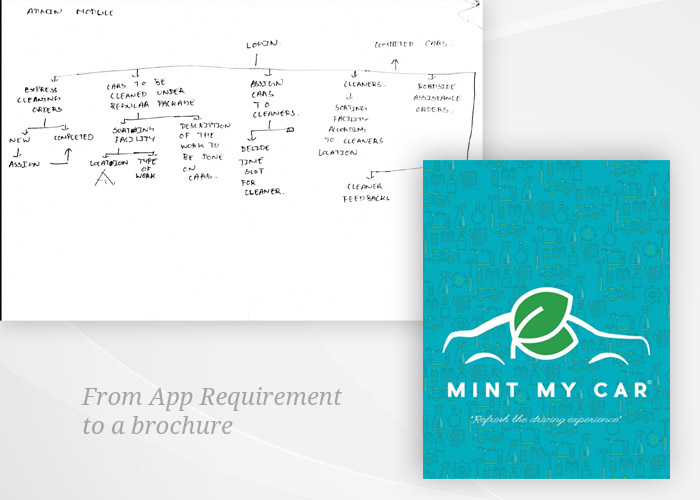 ADMIN MODULE
LOGIN.
COMPLETED CARS.
EXPRESS
CLEANING
ORDERS
CARS TO BE
CLEANED UNDER
REGULAR PACKAGE
ASSIGN
CARS
TO
CLEANERS.
CLEANERS.
ROADSIDE
ASSISTANCE
ORDERS.
NEW
COMPLETED
ASSIGN
SORTING
FACILITY
LOCATION
TYPE
OF
WORK
DESCRIPTION
OF THE
WORK TO
BE DONE
ON
CARS.
DECIDE
TIME
SLOT
FOR
CLEANER.
SORTING
FACILITY
ACCORDING
TO CLEANERS
LOCATION
CLEANER
FEEDBACKS
MINT MY CAR
"Refresh the driving experience"
From App Requirement
to a brochure